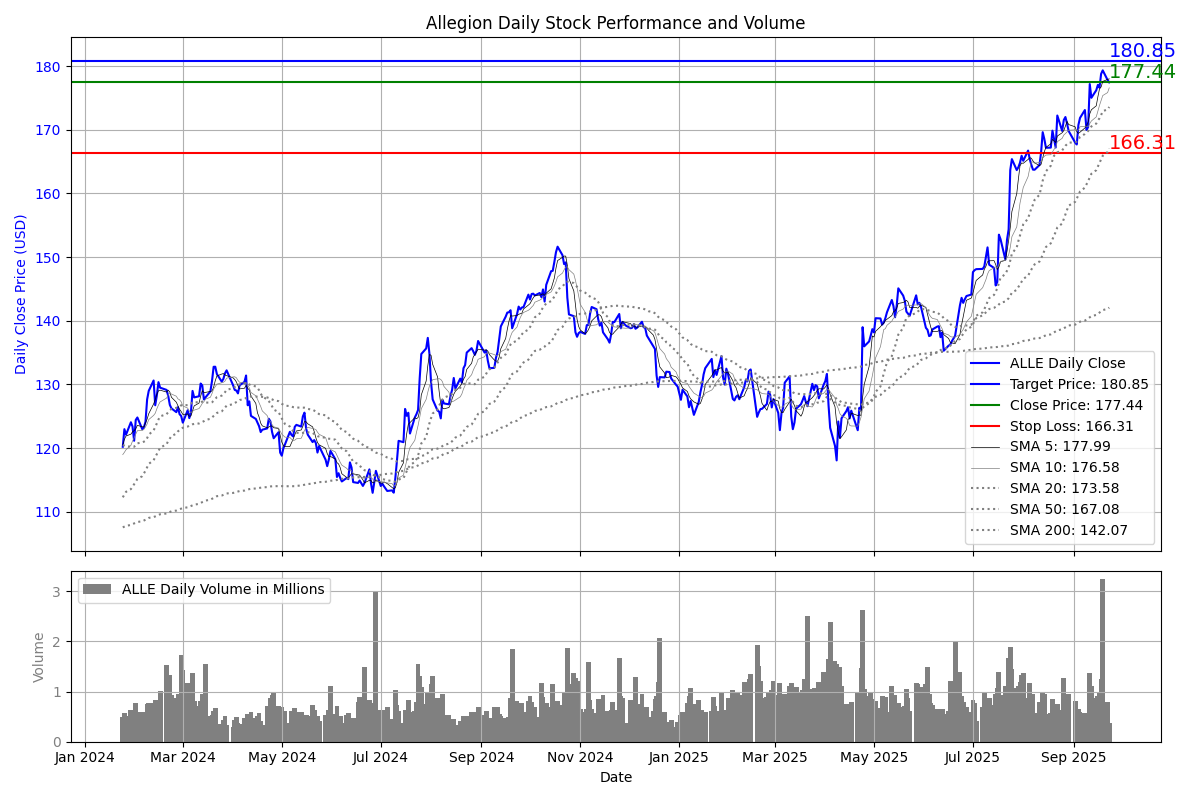 Allegion Daily Stock Performance and Volume
Daily Close Price (USD)
180
170
160
150
140
130
120
110
180.85
177.44
166.31
ALLE Daily Close
Target Price: 180.85
Close Price: 177.44
Stop Loss: 166.31
SMA 5: 177.99
SMA 10: 176.58
SMA 20: 173.58
SMA 50: 167.08
SMA 200: 142.07
Volume
3
2
1
0
ALLE Daily Volume in Millions
Jan 2024 Mar 2024 May 2024 Jul 2024 Sep 2024 Nov 2024 Jan 2025 Mar 2025 May 2025 Jul 2025 Sep 2025
Date